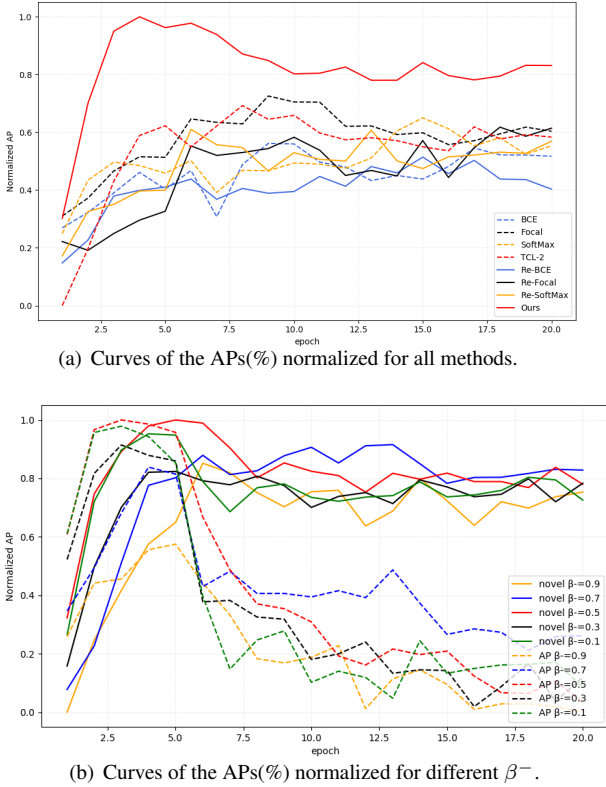 1.0
0.8
0.6
0.4
0.2
0.0
Normalized AP
2.5 5.0 7.5 10.0 12.5 15.0 17.5 20.0
epoch
BCE
Focal
SoftMax
TCL-2
Re-BCE
Re-Focal
Re-SoftMax
Ours
(a) Curves of the APs(%) normalized for all methods.
1.0
0.8
0.6
0.4
0.2
0.0
Normalized AP
2.5 5.0 7.5 10.0 12.5 15.0 17.5 20.0
epoch
novel β-=0.9
novel β-=0.7
novel β-=0.5
novel β-=0.3
novel β-=0.1
AP β-=0.9
AP β-=0.7
AP β-=0.5
AP β-=0.3
AP β-=0.1
(b) Curves of the APs(%) normalized for different β⁻.